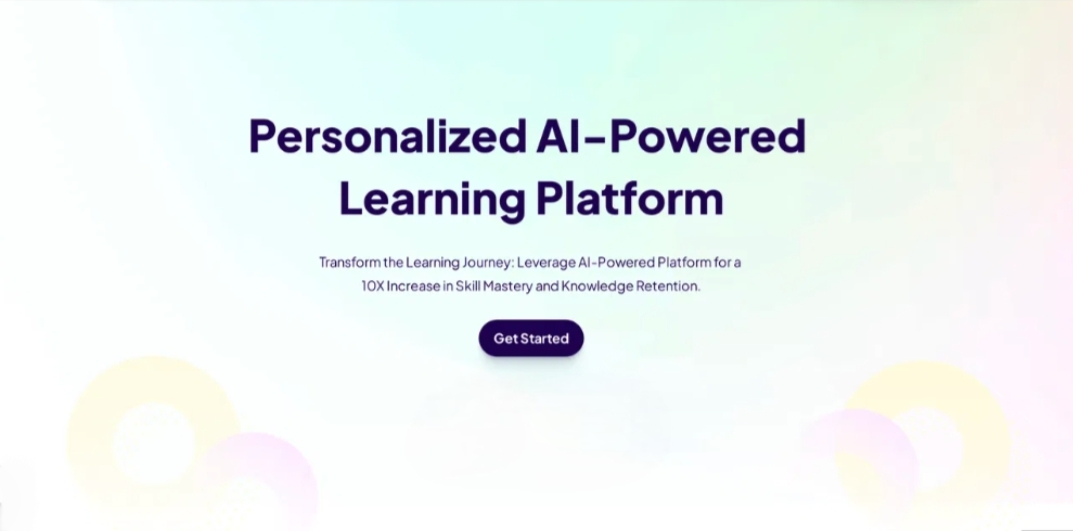 Personalized AI-Powered
Learning Platform
Transform the Learning Journey: Leverage AI-Powered Platform for a
10X Increase in Skill Mastery and Knowledge Retention.
Get Started